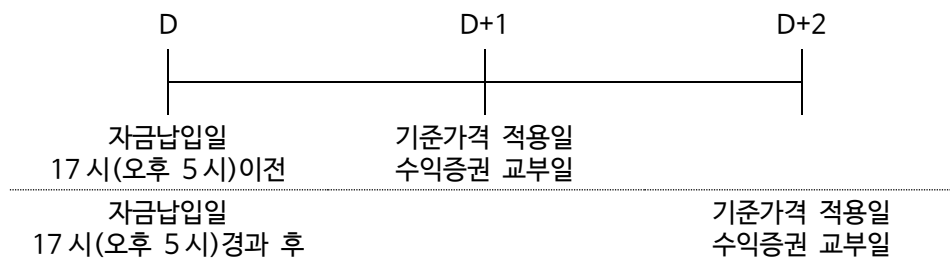 D D+1 D+2
자금납입일 기준가격 적용일
17 시(오후 5 시)이전 수익증권 교부일
자금납입일 기준가격 적용일
17 시(오후 5 시)경과 후 수익증권 교부일